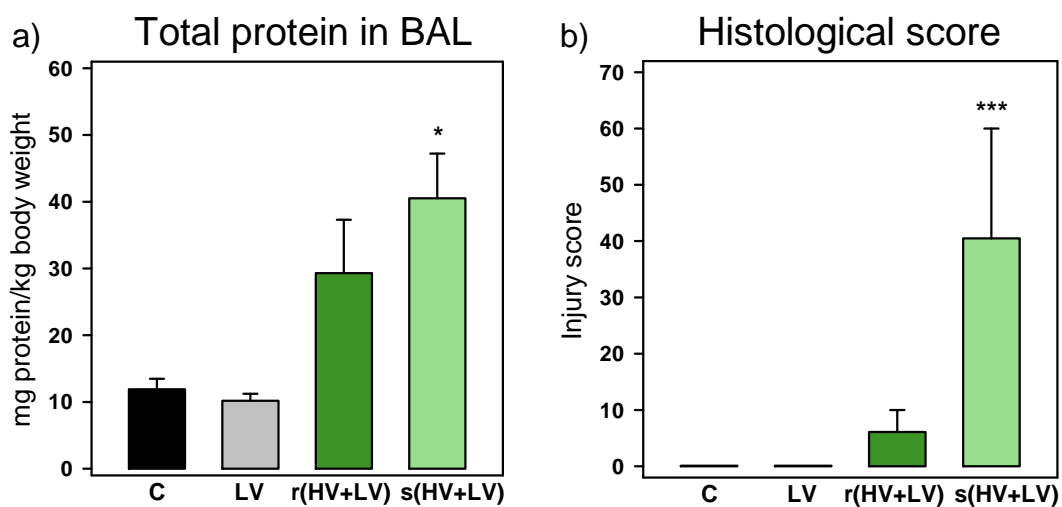 a) Total protein in BAL
mg protein/kg body weight
60
50
40
30
20
10
0
*
C LV r(HV+LV) s(HV+LV)
b) Histological score
Injury score
70
60
50
40
30
20
10
0
***
C LV r(HV+LV) s(HV+LV)